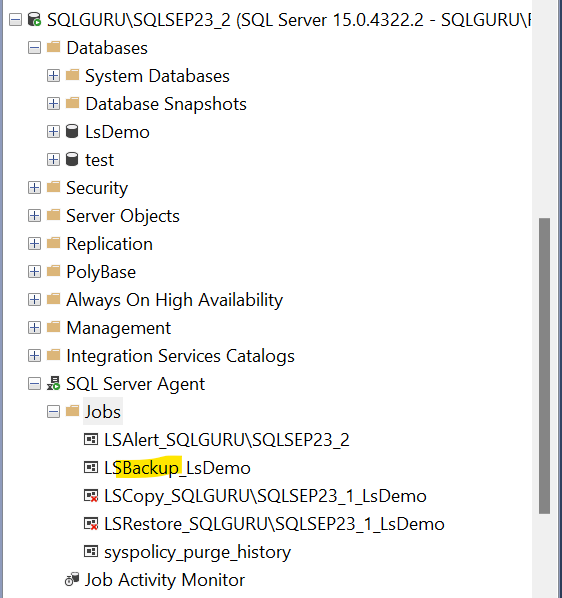 SQLGURU\SQLSEP23_2 (SQL Server 15.0.4322.2 - SQLGURU\
Databases
System Databases
Database Snapshots
LsDemo
test
Security
Server Objects
Replication
PolyBase
Always On High Availability
Management
Integration Services Catalogs
SQL Server Agent
Jobs
LSAlert_SQLGURU\SQLSEP23_2
LSBackup_LsDemo
LSCopy_SQLGURU\SQLSEP23_1_LsDemo
LSRestore_SQLGURU\SQLSEP23_1_LsDemo
syspolicy_purge_history
Job Activity Monitor